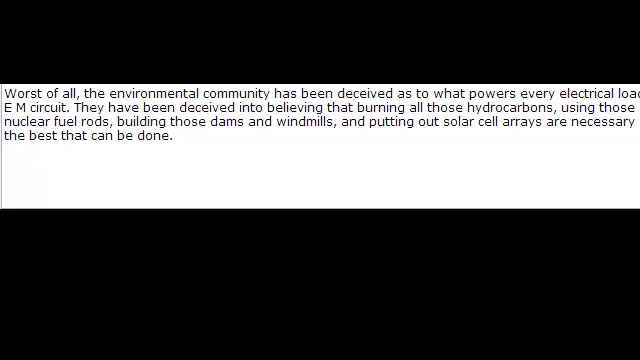 Worst of all, the environmental community has been deceived as to what powers every electrical
E M circuit. They have been deceived into believing that burning all those hydrocarbons, using those
nuclear fuel rods, building those dams and windmills, and putting out solar cell arrays are necessary
the best that can be done.